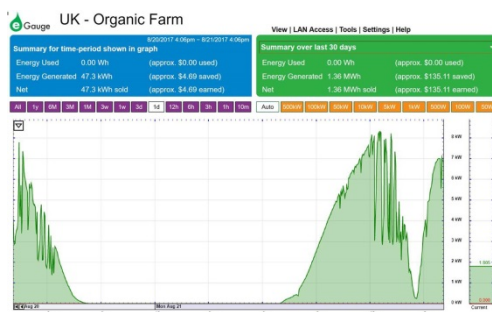 eGauge
UK - Organic Farm
View | LAN Access | Tools | Settings | Help
8/20/2017 4:06pm – 8/21/2017 4:06pm
Summary for time-period shown in graph
Energy Used 0.00 Wh (approx. $0.00 used)
Energy Generated 47.3 kWh (approx. $4.69 saved)
Net 47.3 kWh sold (approx. $4.69 earned)
Summary over last 30 days
Energy Used 0.00 Wh (approx. $0.00 used)
Energy Generated 1.36 MWh (approx. $135.11 saved)
Net 1.36 MWh sold (approx. $135.11 earned)
All 1y 6M 3M 1M 3w 1w 3d 1d 12h 6h 3h 1h 10m
Auto 500kW 100kW 50kW 10kW 5kW 1kW 500W 100W 50W
8 kW
7 kW
6 kW
5 kW
4 kW
3 kW
2 kW
1 kW
0 kW
Aug 20
Mon Aug 21
Current